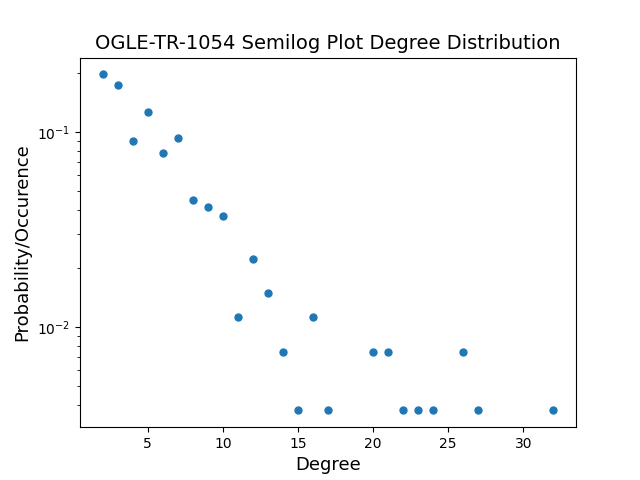 OGLE-TR-1054 Semilog Plot Degree Distribution
Probability/Occurence
10⁻¹
10⁻²
5 10 15 20 25 30
Degree